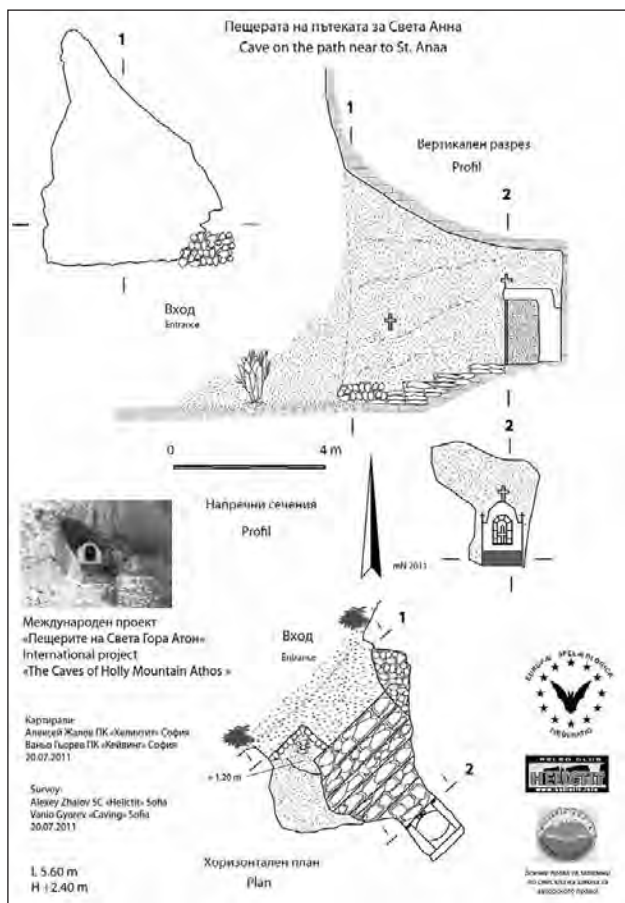 Пещерата на пътеката за Света Анна
Cave on the path near to St. Anaa
1
1
Вертикален разрез
Profil
2
Вход
Entrance
0 4 m
2
Напречни сечения
Profil
mN 2011
Международен проект
«Пещерите на Света Гора Атон»
International project
«The Caves of Holly Mountain Athos »
1
Вход
Entrance
Картирали:
Алексей Жалов ПК «Хеликтит» София
Ваньо Гьорев ПК «Кейвинг» София
20.07.2011
+ 1.20 m
2
Survey:
Alexey Zhalov SC «Helictit» Sofia
Vanio Gyorev «Caving» Sofia
20.07.2011
HELICTIT
Хоризонтален план
Plan
L 5.60 m
Всички права са запазени